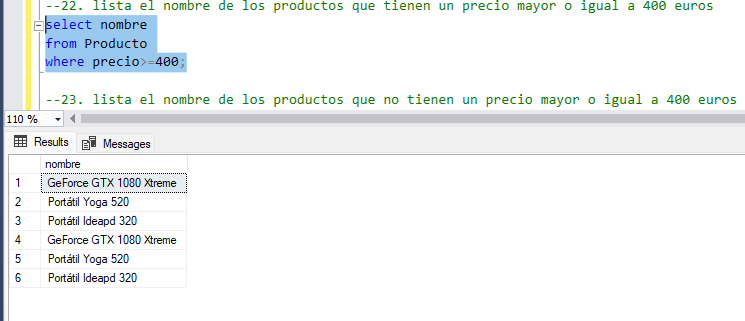 --22. lista el nombre de los productos que tienen un precio mayor o igual a 400 euros
select nombre
from Producto
where precio>=400;
--23. lista el nombre de los productos que no tienen un precio mayor o igual a 400 euros
110 %
Results Messages
nombre
1 GeForce GTX 1080 Xtreme
2 Portátil Yoga 520
3 Portátil Ideapd 320
4 GeForce GTX 1080 Xtreme
5 Portátil Yoga 520
6 Portátil Ideapd 320